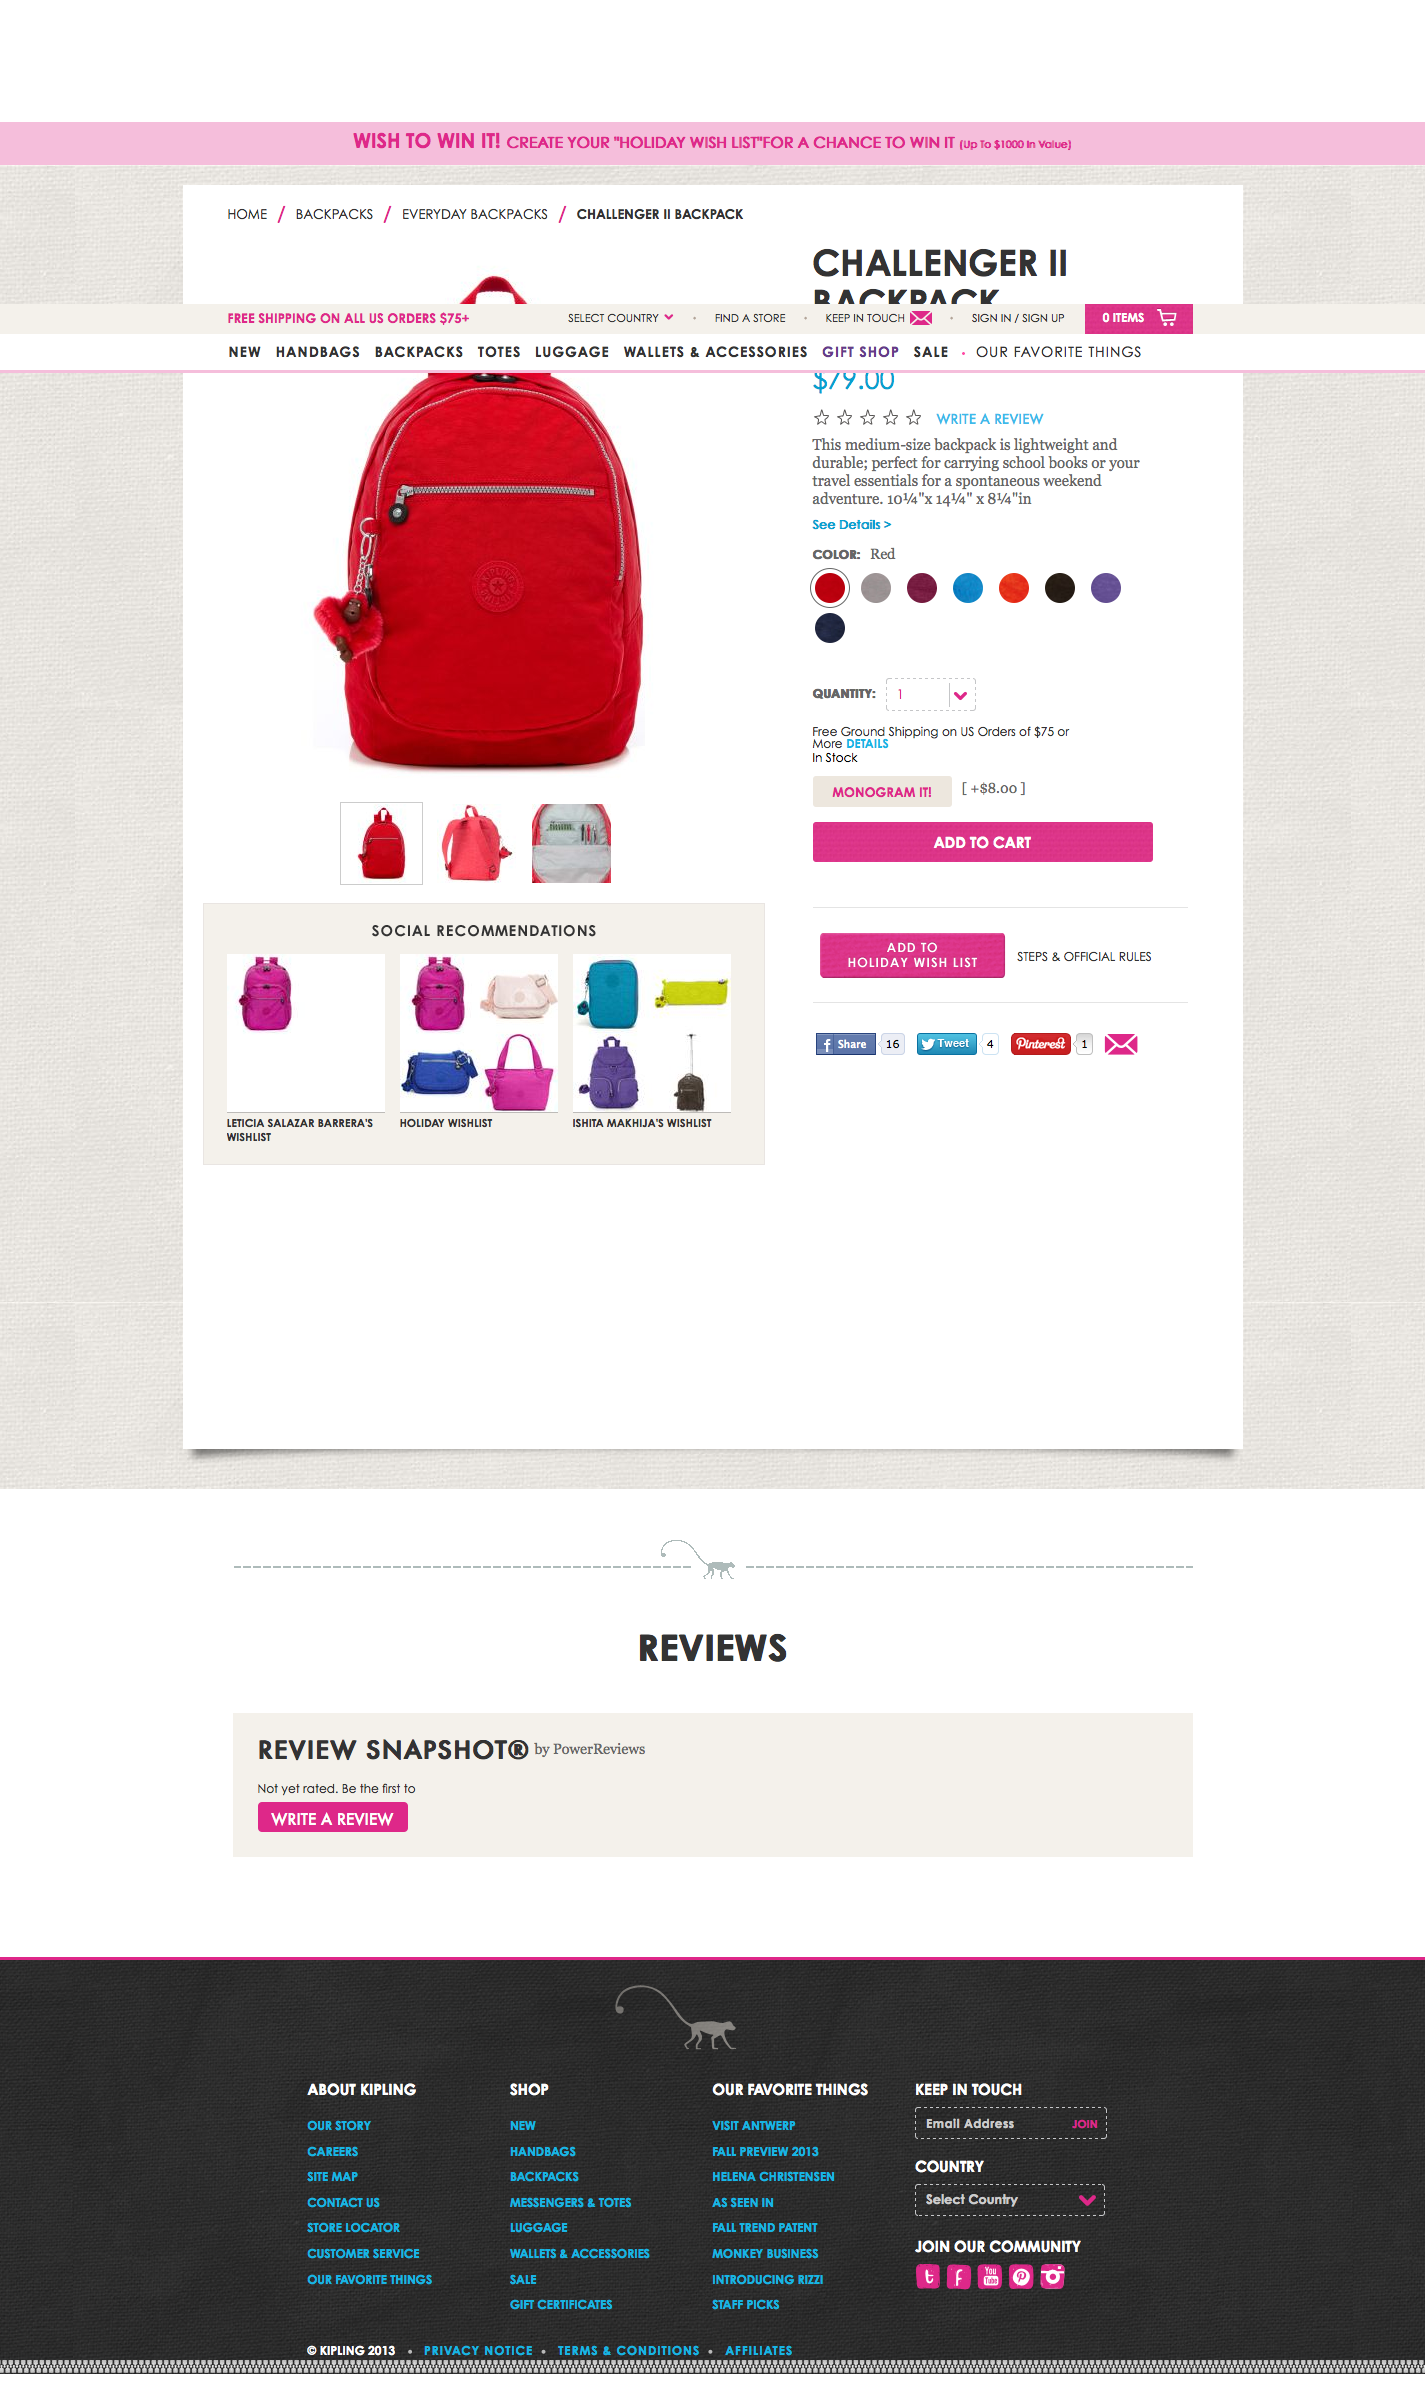 WISH TO WIN IT! CREATE YOUR "HOLIDAY WISH LIST"FOR A CHANCE TO WIN IT (Up To $1000 In Value)
HOME / BACKPACKS / EVERYDAY BACKPACKS / CHALLENGER II BACKPACK
CHALLENGER II
BACKPACK
FREE SHIPPING ON ALL US ORDERS $75+ SELECT COUNTRY • FIND A STORE • KEEP IN TOUCH • SIGN IN / SIGN UP 0 ITEMS
NEW HANDBAGS BACKPACKS TOTES LUGGAGE WALLETS & ACCESSORIES GIFT SHOP SALE • OUR FAVORITE THINGS
$79.00
WRITE A REVIEW
This medium-size backpack is lightweight and
durable; perfect for carrying school books or your
travel essentials for a spontaneous weekend
adventure. 10¼"x 14¼" x 8¼"in
See Details >
COLOR: Red
QUANTITY: 1
Free Ground Shipping on US Orders of $75 or
More DETAILS
In Stock
MONOGRAM IT! [ +$8.00 ]
ADD TO CART
KIPLING
SOCIAL RECOMMENDATIONS
LETICIA SALAZAR BARRERA'S
WISHLIST
HOLIDAY WISHLIST
ISHITA MAKHIJA'S WISHLIST
ADD TO
HOLIDAY WISH LIST
STEPS & OFFICIAL RULES
f Share 16 Tweet 4 Pinterest 1
REVIEWS
REVIEW SNAPSHOT® by PowerReviews
Not yet rated. Be the first to
WRITE A REVIEW
ABOUT KIPLING
OUR STORY
CAREERS
SITE MAP
CONTACT US
STORE LOCATOR
CUSTOMER SERVICE
OUR FAVORITE THINGS
SHOP
NEW
HANDBAGS
BACKPACKS
MESSENGERS & TOTES
LUGGAGE
WALLETS & ACCESSORIES
SALE
GIFT CERTIFICATES
OUR FAVORITE THINGS
VISIT ANTWERP
FALL PREVIEW 2013
HELENA CHRISTENSEN
AS SEEN IN
FALL TREND PATENT
MONKEY BUSINESS
INTRODUCING RIZZI
STAFF PICKS
KEEP IN TOUCH
Email Address JOIN
COUNTRY
Select Country
JOIN OUR COMMUNITY
t f You Tube P
© KIPLING 2013 • PRIVACY NOTICE • TERMS & CONDITIONS • AFFILIATES